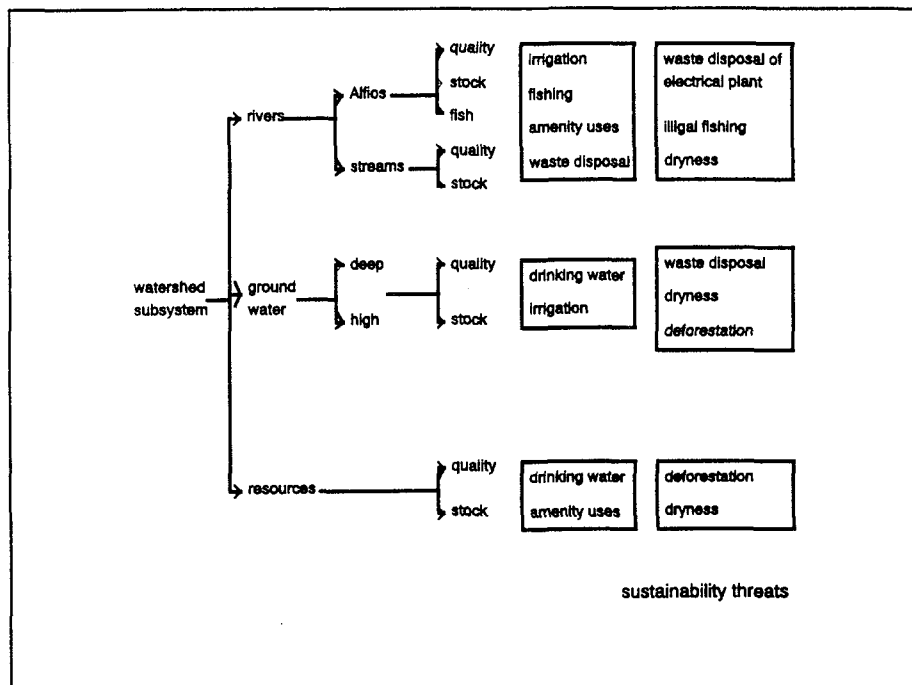 quality
stock
fish
Alfios
rivers
quality
streams
stock
irrigation
fishing
amenity uses
waste disposal
waste disposal of
electrical plant
illigal fishing
dryness
watershed
subsystem
ground
water
deep
high
quality
stock
drinking water
irrigation
waste disposal
dryness
deforestation
resources
quality
stock
drinking water
amenity uses
deforestation
dryness
sustainability threats